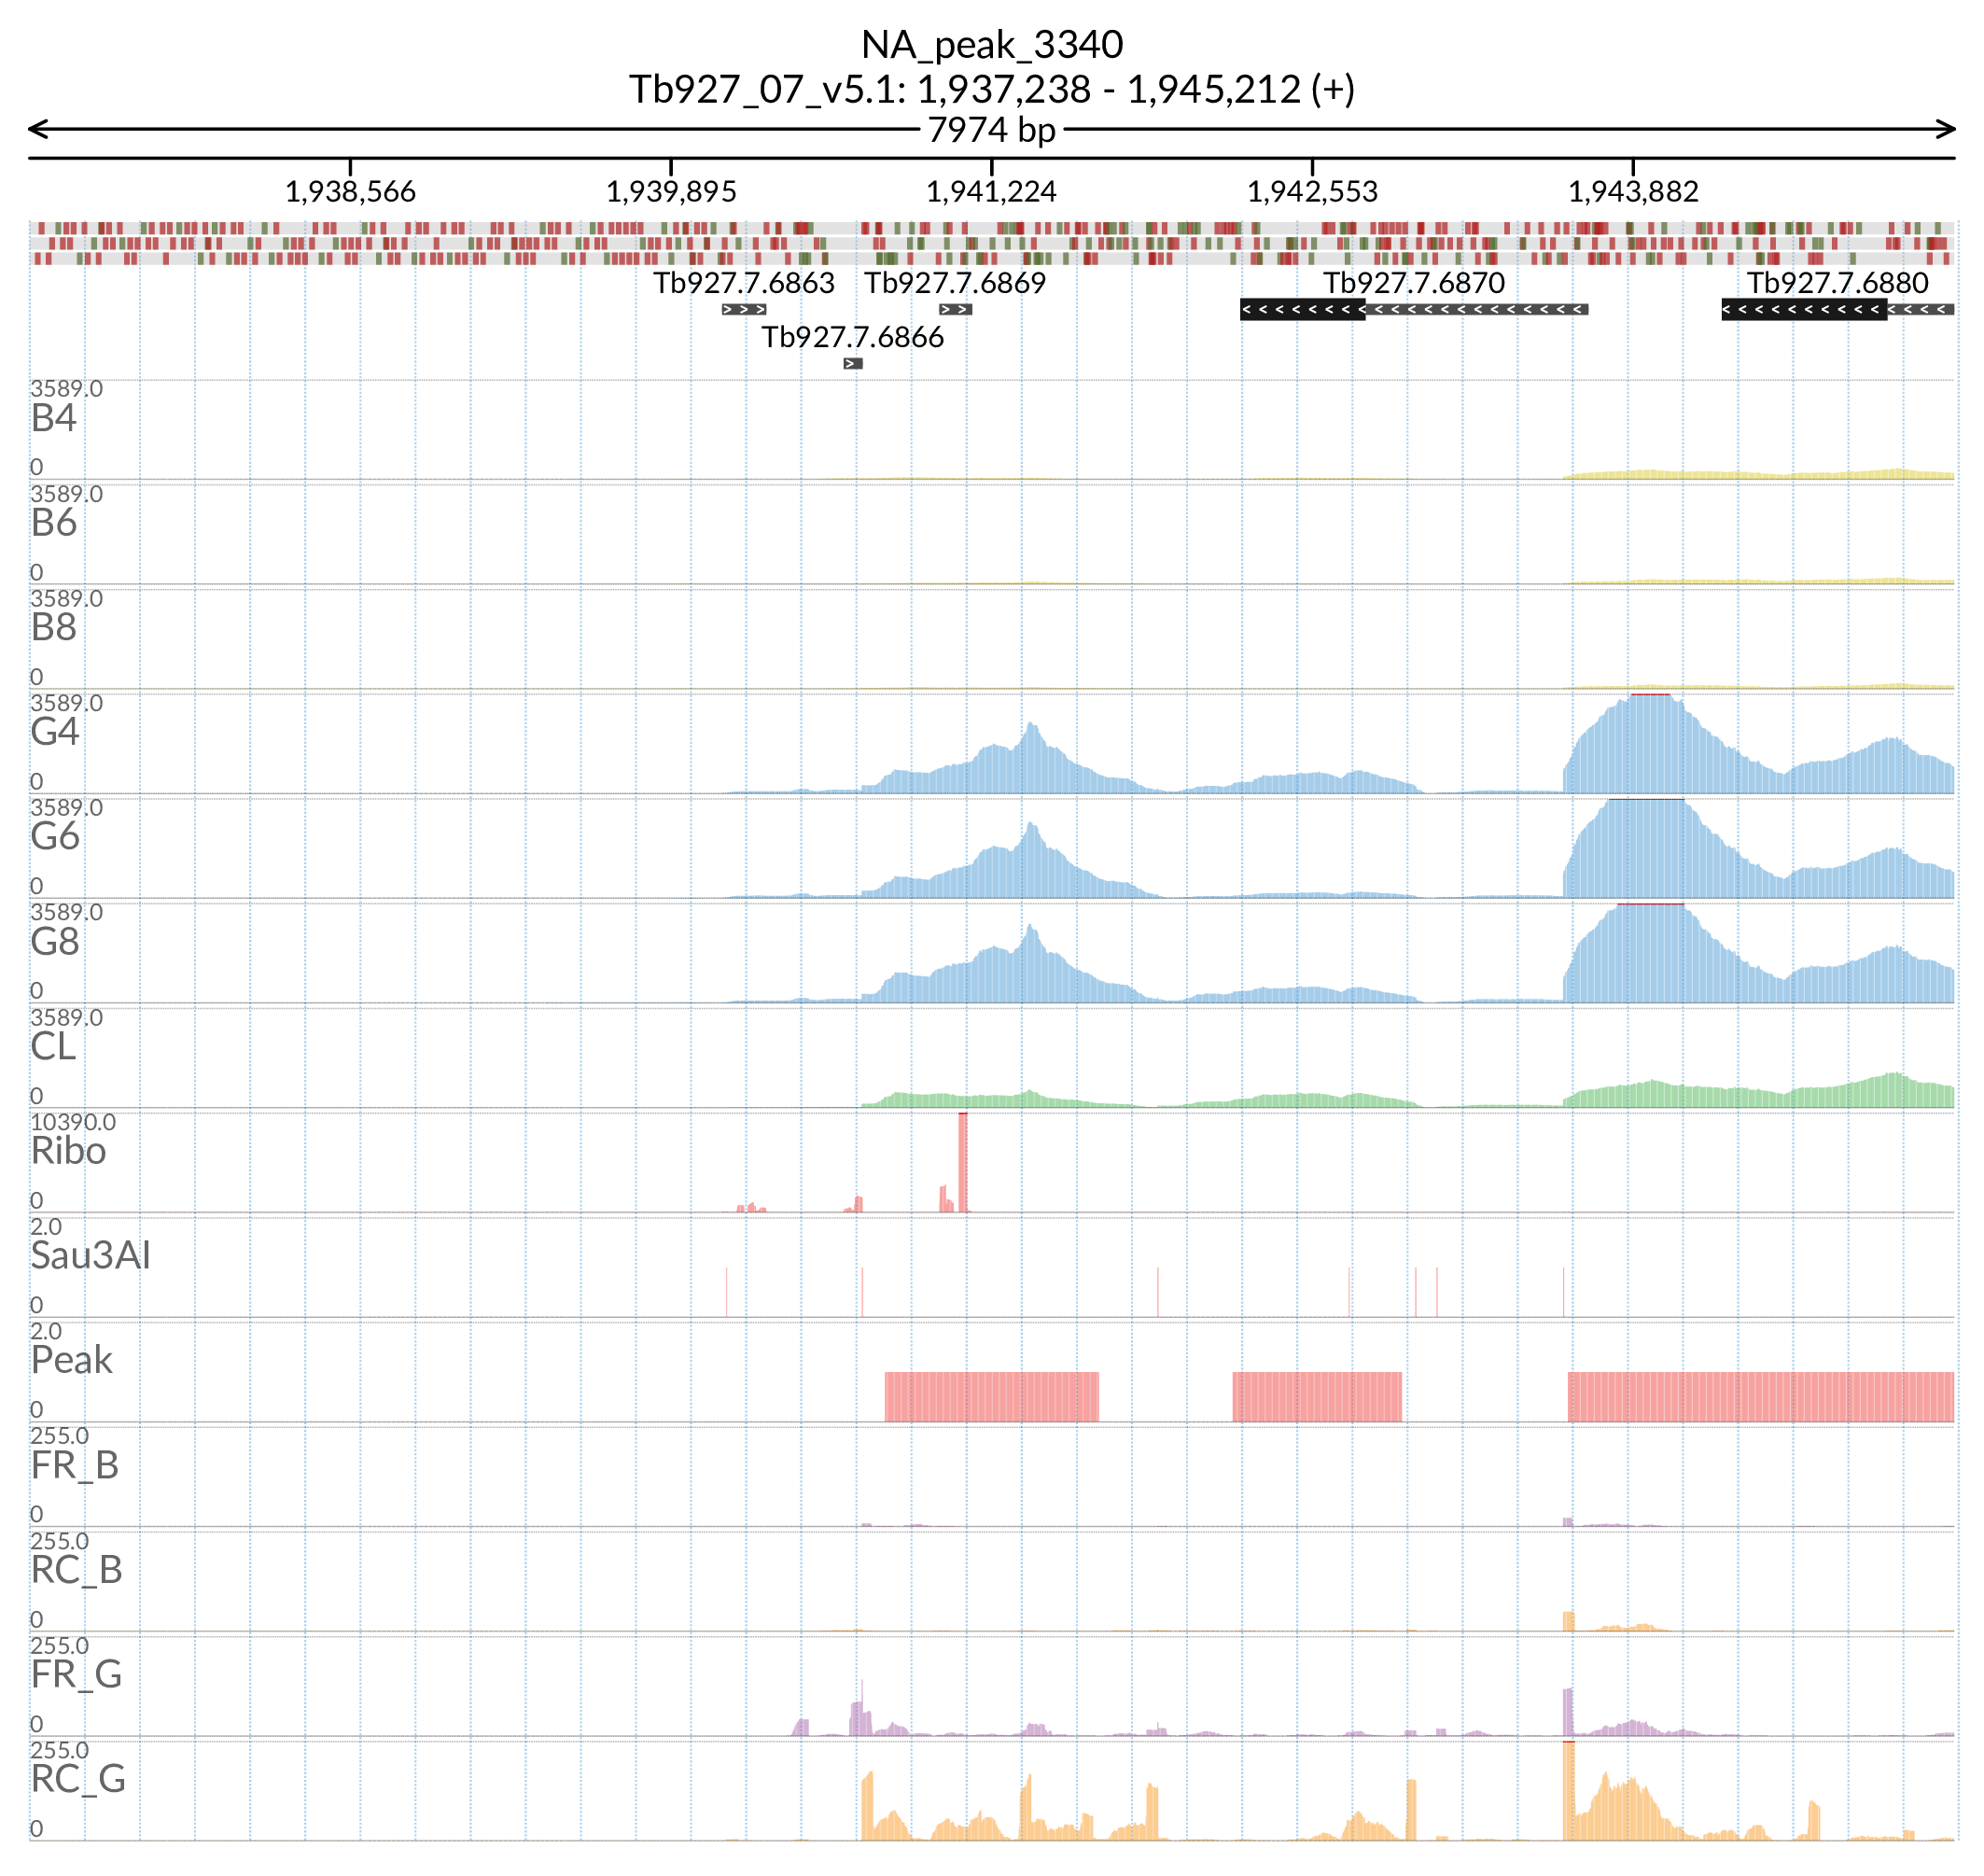 NA_peak_3340
Tb927_07_v5.1: 1,937,238 - 1,945,212 (+)
7974 bp
1,938,566 1,939,895 1,941,224 1,942,553 1,943,882
Tb927.7.6863 Tb927.7.6869 Tb927.7.6870 Tb927.7.6880
Tb927.7.6866
3589.0
B4
0
3589.0
B6
0
3589.0
B8
0
3589.0
G4
0
3589.0
G6
0
3589.0
G8
0
3589.0
CL
0
10390.0
Ribo
0
2.0
Sau3AI
0
2.0
Peak
0
255.0
FR_B
0
255.0
RC_B
0
255.0
FR_G
0
255.0
RC_G
0